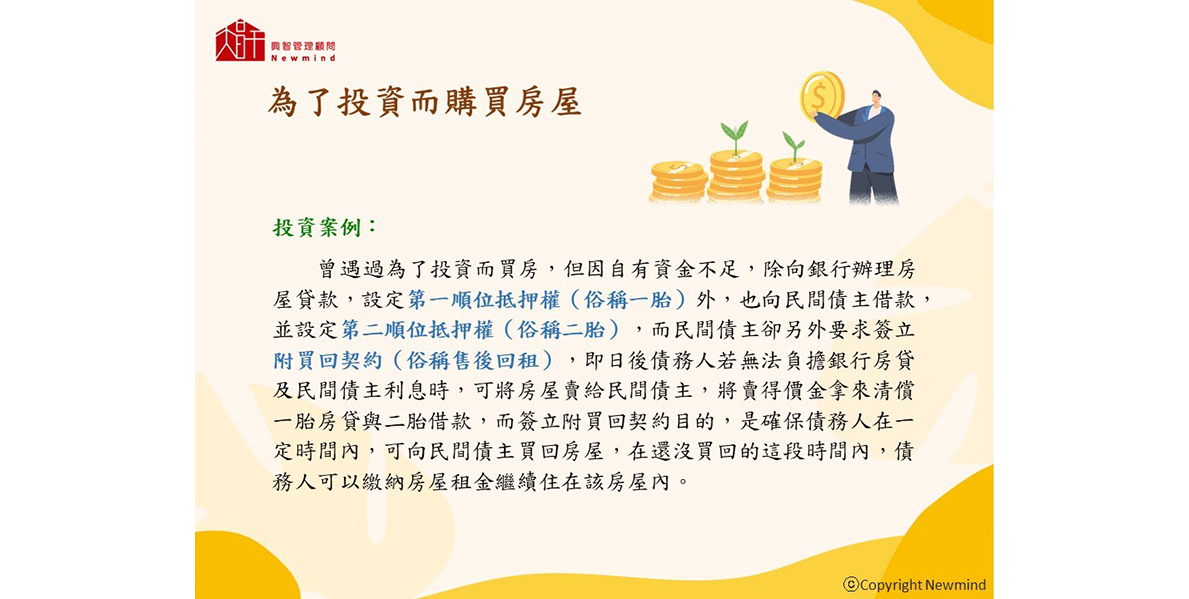 興智管理顧問
Newmind
為了投資而購買房屋
投資案例：
曾遇過為了投資而買房，但因自有資金不足，除向銀行辦理房
屋貸款，設定第一順位抵押權（俗稱一胎）外，也向民間債主借款，
並設定第二順位抵押權（俗稱二胎），而民間債主卻另外要求簽立
附買回契約（俗稱售後回租），即日後債務人若無法負擔銀行房貸
及民間債主利息時，可將房屋賣給民間債主，將賣得價金拿來清償
一胎房貸與二胎借款，而簽立附買回契約目的，是確保債務人在一
定時間內，可向民間債主買回房屋，在還沒買回的這段時間內，債
務人可以繳納房屋租金繼續住在該房屋內。
©Copyright Newmind